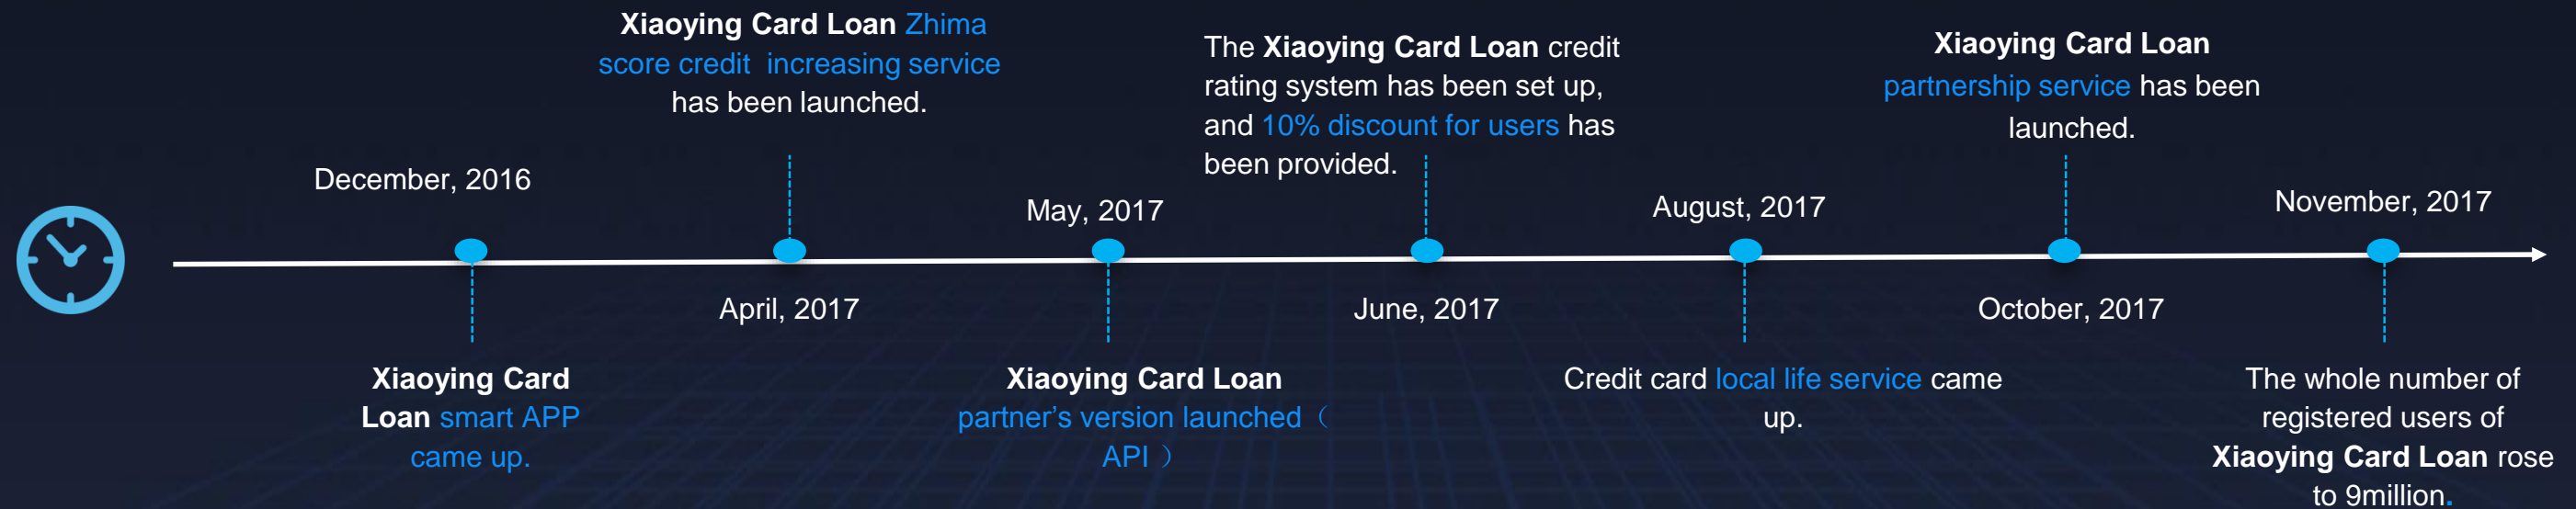 December, 2016
Xiaoying Card
Loan smart APP
came up.
Xiaoying Card Loan Zhima
score credit increasing service
has been launched.
April, 2017
May, 2017
Xiaoying Card Loan
partner’s version launched（
API ）
The Xiaoying Card Loan credit
rating system has been set up,
and 10% discount for users has
been provided.
June, 2017
August, 2017
Credit card local life service came
up.
Xiaoying Card Loan
partnership service has been
launched.
October, 2017
November, 2017
The whole number of
registered users of
Xiaoying Card Loan rose
to 9million.